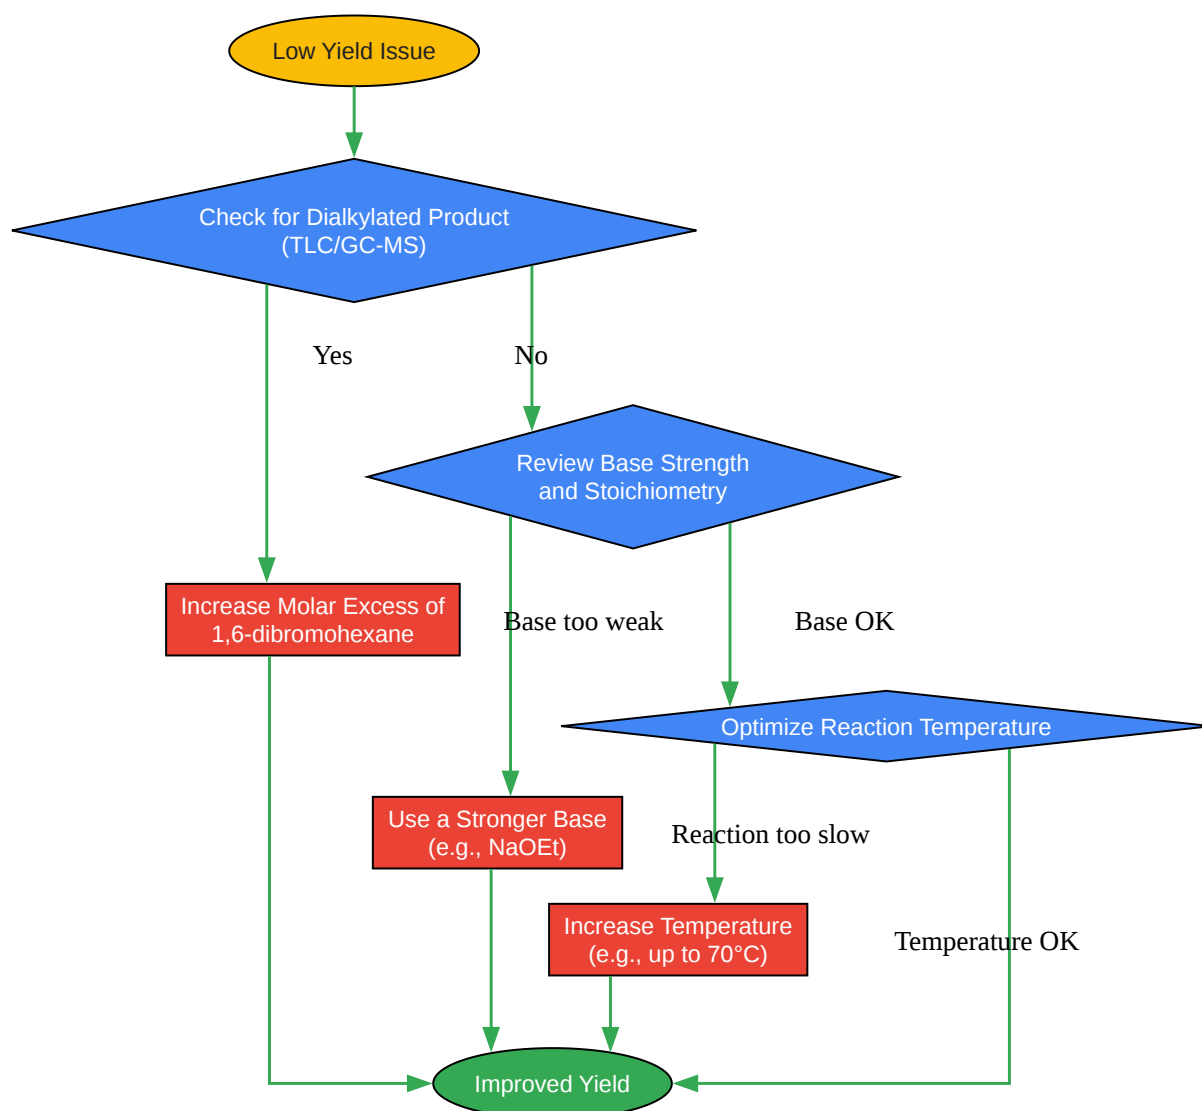 Low Yield Issue
Check for Dialkylated Product
(TLC/GC-MS)
Yes
No
Review Base Strength
and Stoichiometry
Increase Molar Excess of
1,6-dibromohexane
Base too weak
Base OK
Optimize Reaction Temperature
Use a Stronger Base
(e.g., NaOEt)
Reaction too slow
Increase Temperature
(e.g., up to 70°C)
Temperature OK
Improved Yield